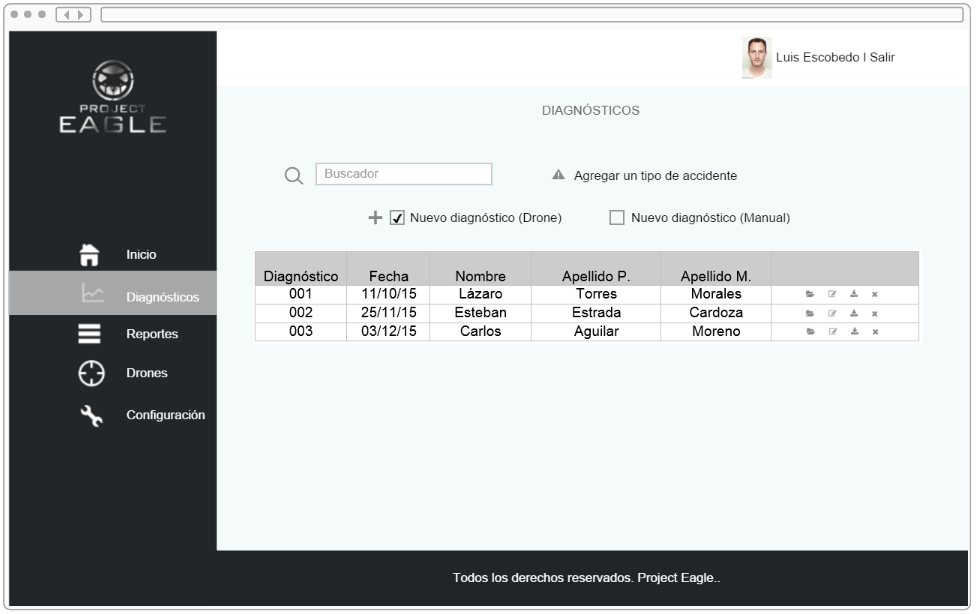 Luis Escobedo I Salir
PROJECT
EAGLE
DIAGNÓSTICOS
Buscador
Agregar un tipo de accidente
Nuevo diagnóstico (Drone)
Nuevo diagnóstico (Manual)
Inicio
Diagnósticos
Reportes
Drones
Configuración
Diagnóstico Fecha Nombre Apellido P. Apellido M.
001 11/10/15 Lázaro Torres Morales
002 25/11/15 Esteban Estrada Cardoza
003 03/12/15 Carlos Aguilar Moreno
Todos los derechos reservados. Project Eagle..